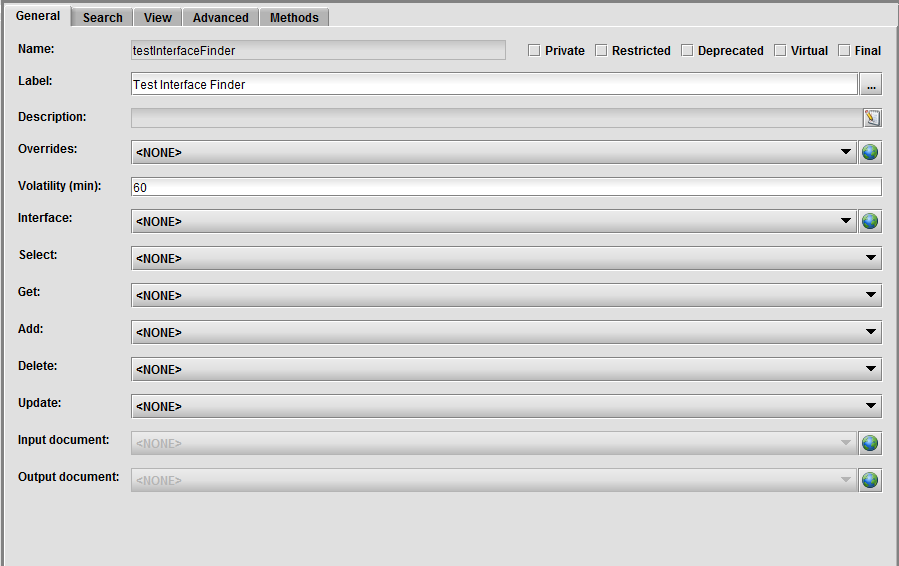 General Search View Advanced Methods
Name: testInterfaceFinder Private Restricted Deprecated Virtual Final
Label: Test Interface Finder ...
Description:
Overrides: <NONE>
Volatility (min): 60
Interface: <NONE>
Select: <NONE>
Get: <NONE>
Add: <NONE>
Delete: <NONE>
Update: <NONE>
Input document: <NONE>
Output document: <NONE>